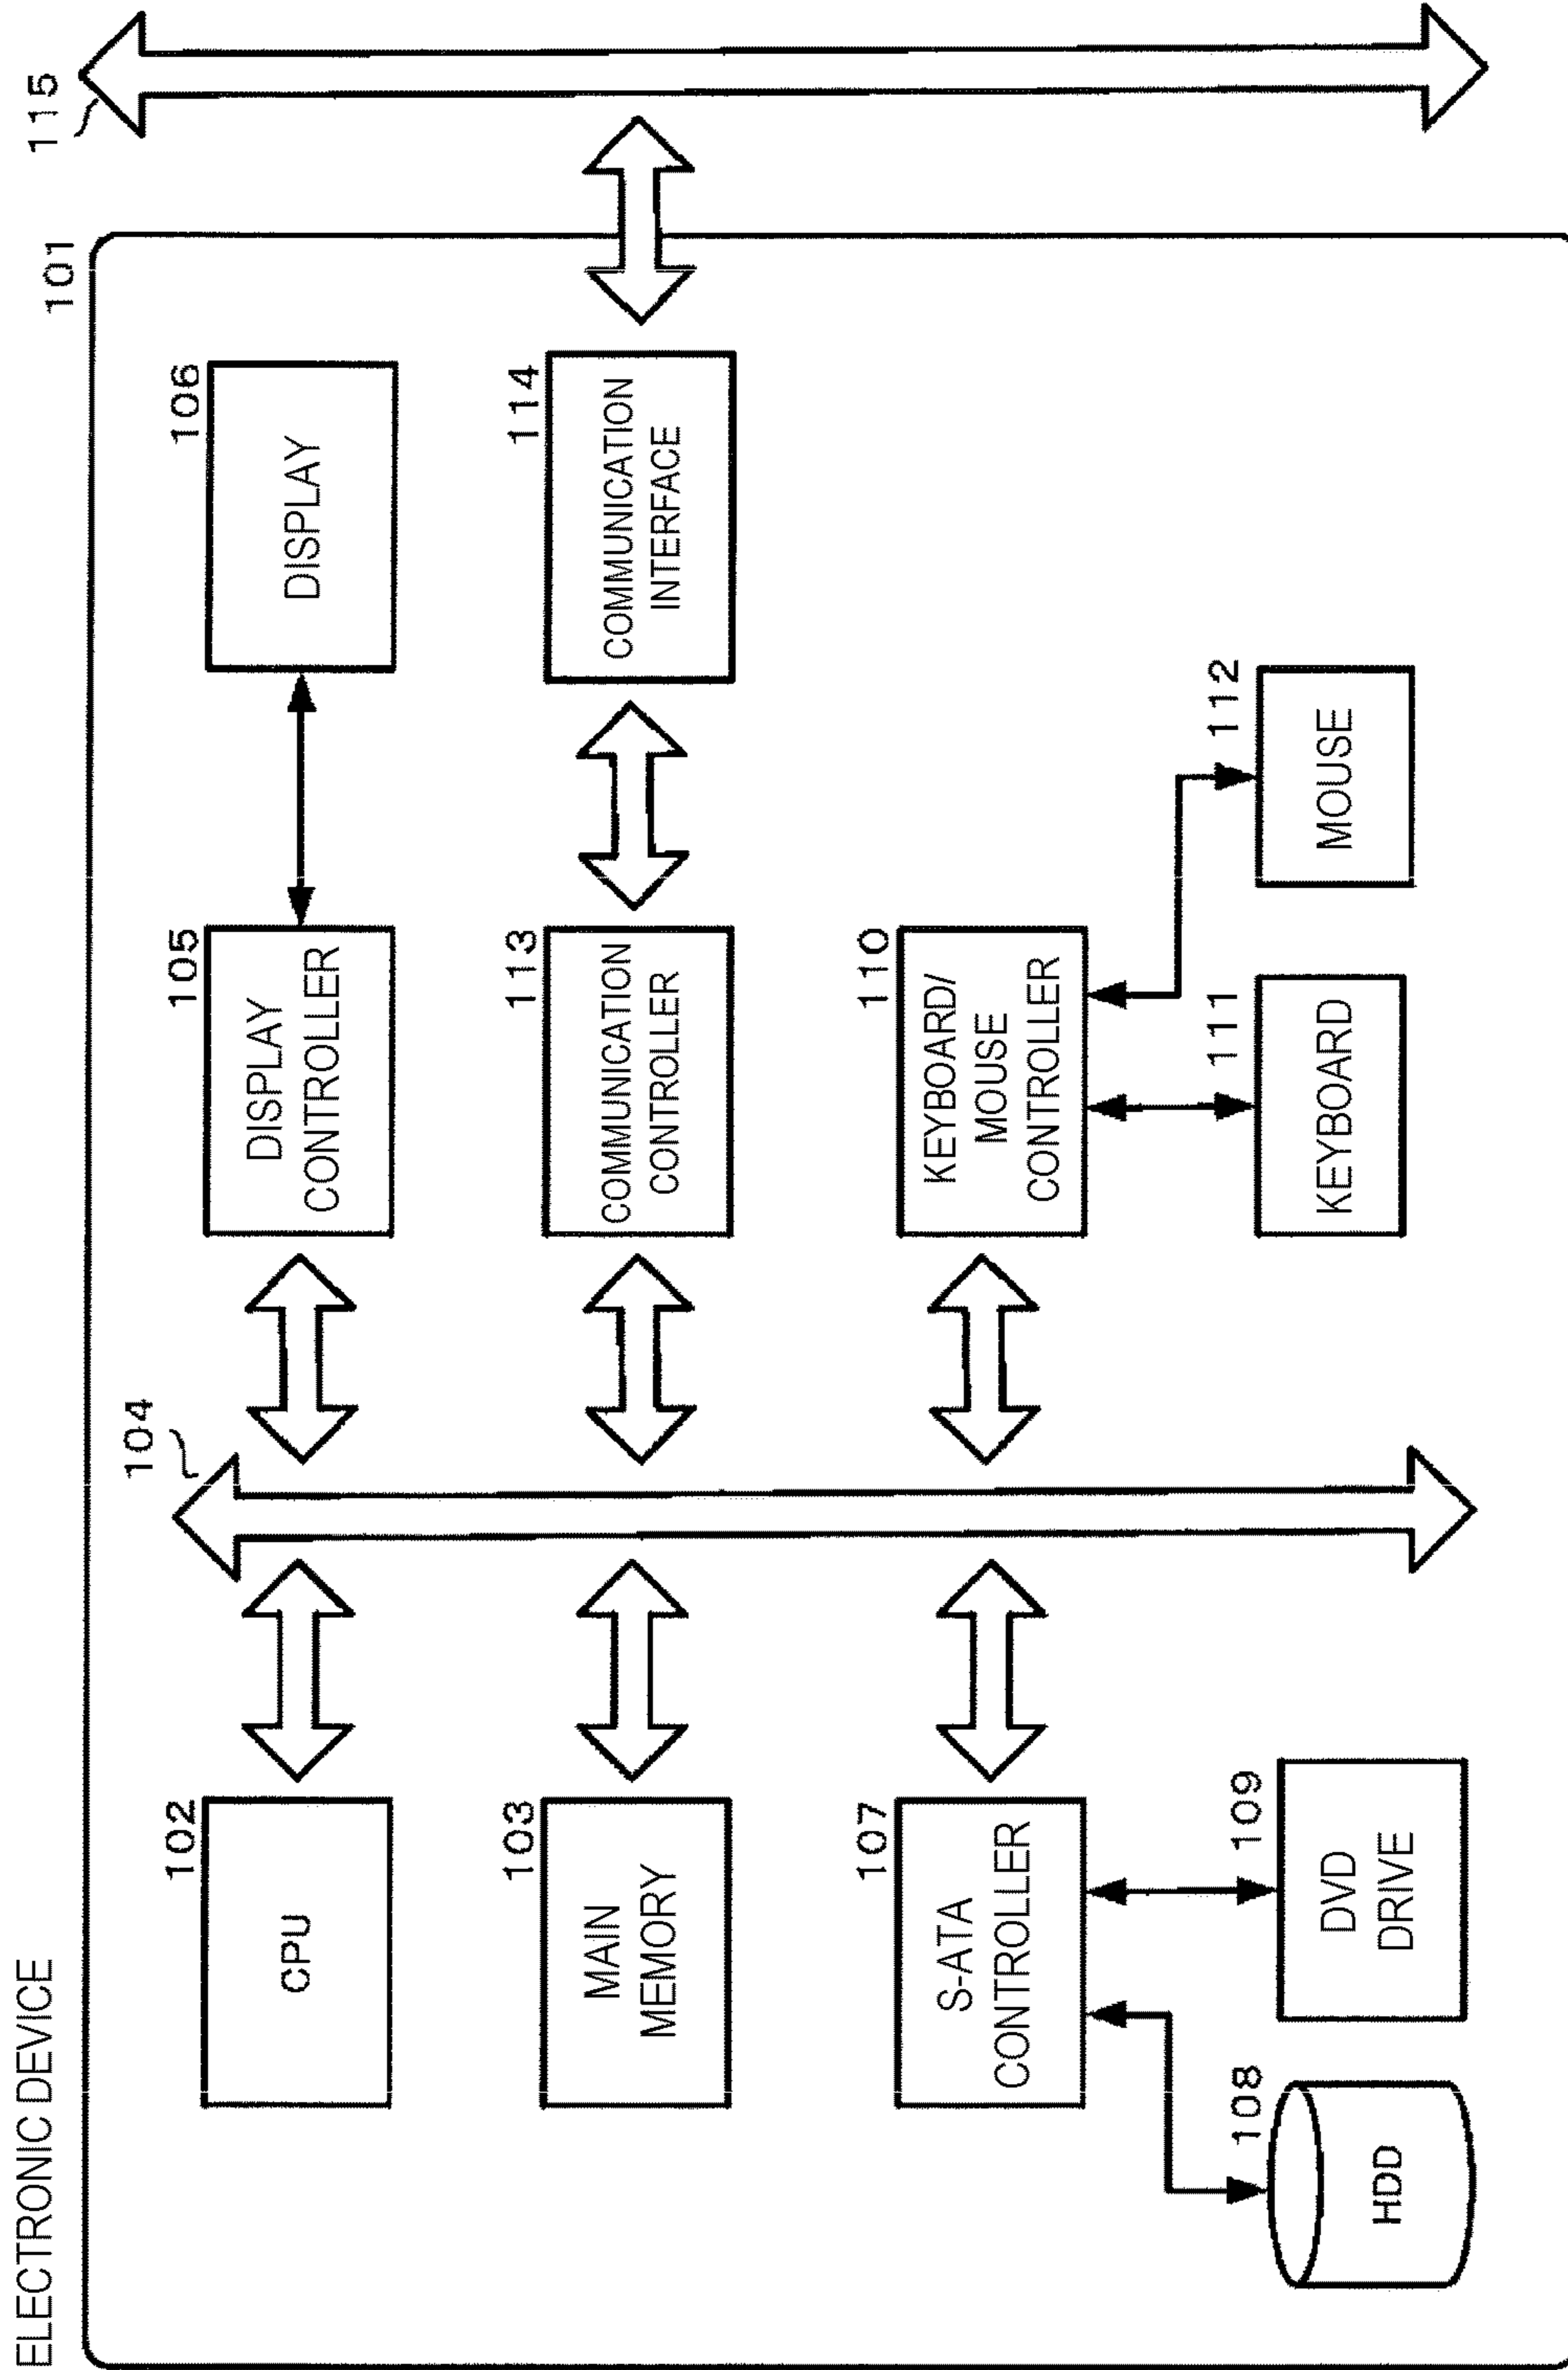 ELECTRONIC DEVICE
101
115
102
CPU
104
105
DISPLAY
CONTROLLER
106
DISPLAY
103
MAIN
MEMORY
113
COMMUNICATION
CONTROLLER
114
COMMUNICATION
INTERFACE
107
S-ATA
CONTROLLER
110
KEYBOARD/
MOUSE
CONTROLLER
108
HDD
109
DVD
DRIVE
111
KEYBOARD
112
MOUSE